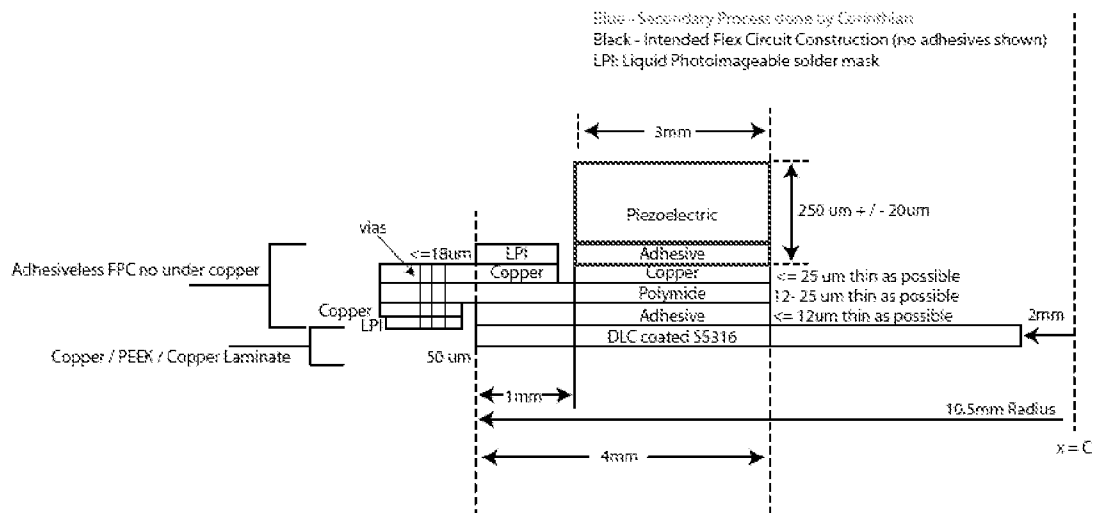 Blue - Secondary Process done by Corinthian
Black - Intended Flex Circuit Construction (no adhesives shown)
LPI: Liquid Photoimageable solder mask
3mm
Piezoelectric
250 um + / - 20um
vias
<=18um
LPI
Adhesive
Adhesiveless FPC no under copper
Copper
Copper
<= 25 um thin as possible
Polymide
12- 25 um thin as possible
Copper
Adhesive
<= 12um thin as possible
LPI
2mm
DLC coated SS316
Copper / PEEK / Copper Laminate
50 um
1mm
10.5mm Radius
4mm
x = C